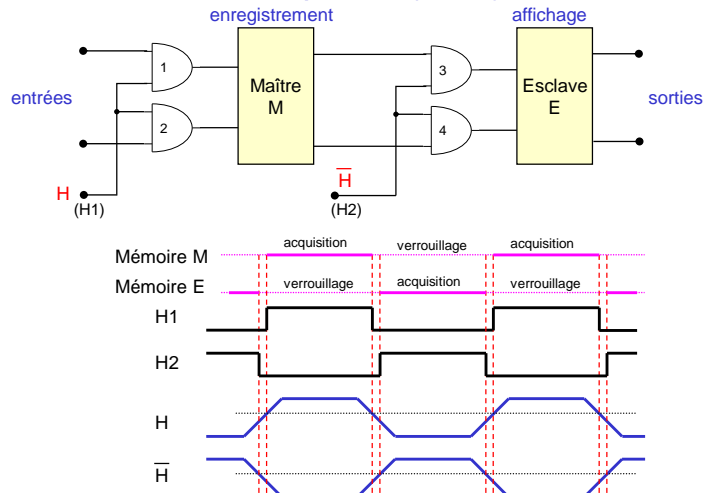 enregistrement affichage
1
3
entrées
Maître
M
Esclave
E
sorties
2
4
H
(H1)
H̅
(H2)
acquisition verrouillage acquisition
Mémoire M
Mémoire E
verrouillage acquisition verrouillage
H1
H2
H
H̅